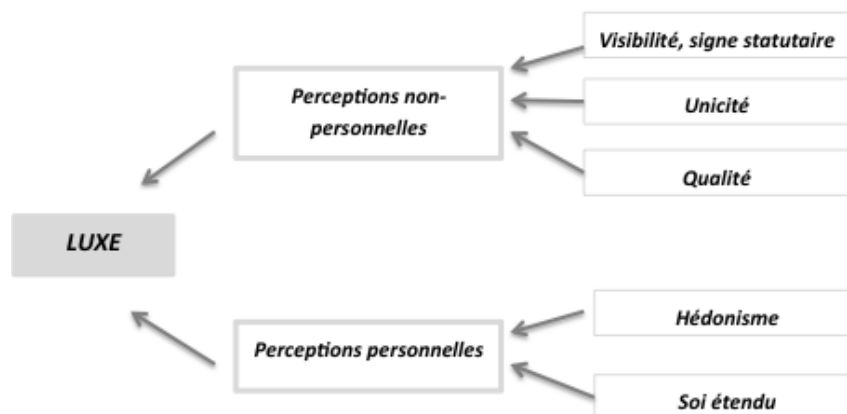 Visibilité, signe statutaire
Perceptions non-
personnelles
Unicité
Qualité
LUXE
Hédonisme
Perceptions personnelles
Soi étendu